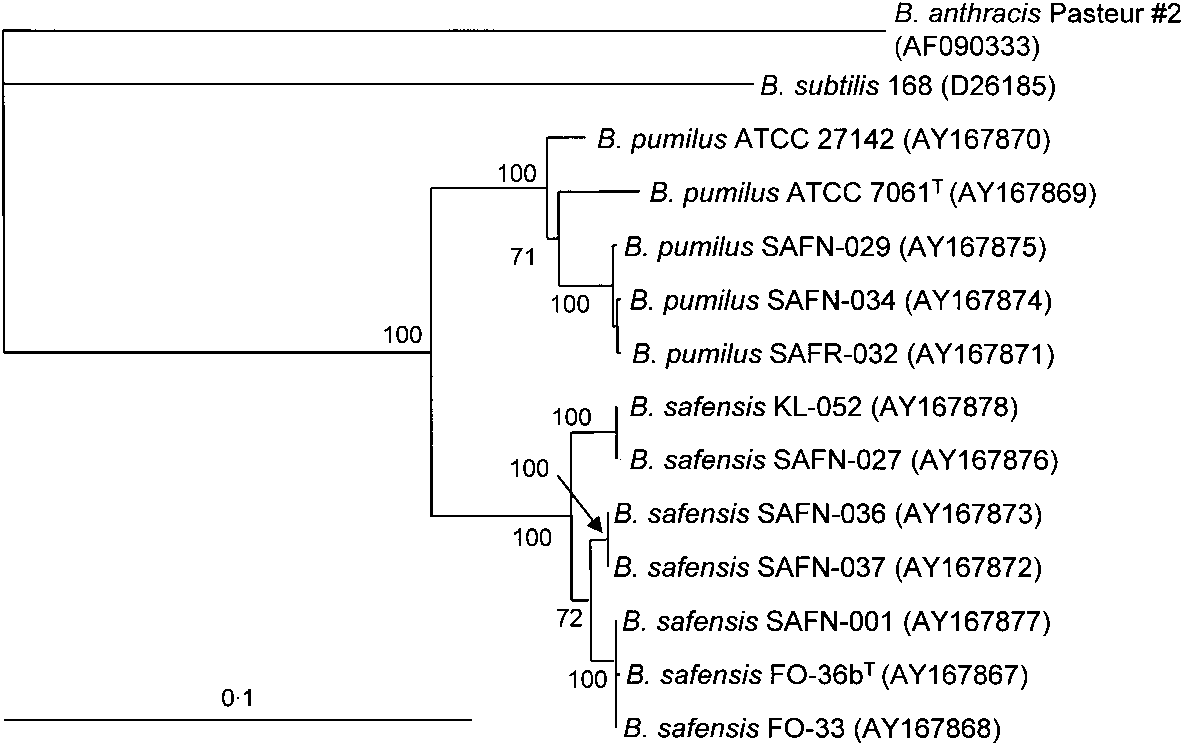 B. anthracis Pasteur #2
(AF090333)
B. subtilis 168 (D26185)
B. pumilus ATCC 27142 (AY167870)
100
B. pumilus ATCC 7061ᵀ (AY167869)
B. pumilus SAFN-029 (AY167875)
71
B. pumilus SAFN-034 (AY167874)
100
100
B. pumilus SAFR-032 (AY167871)
B. safensis KL-052 (AY167878)
100
B. safensis SAFN-027 (AY167876)
100
B. safensis SAFN-036 (AY167873)
100
B. safensis SAFN-037 (AY167872)
72
B. safensis SAFN-001 (AY167877)
B. safensis FO-36bᵀ (AY167867)
100
0·1
B. safensis FO-33 (AY167868)